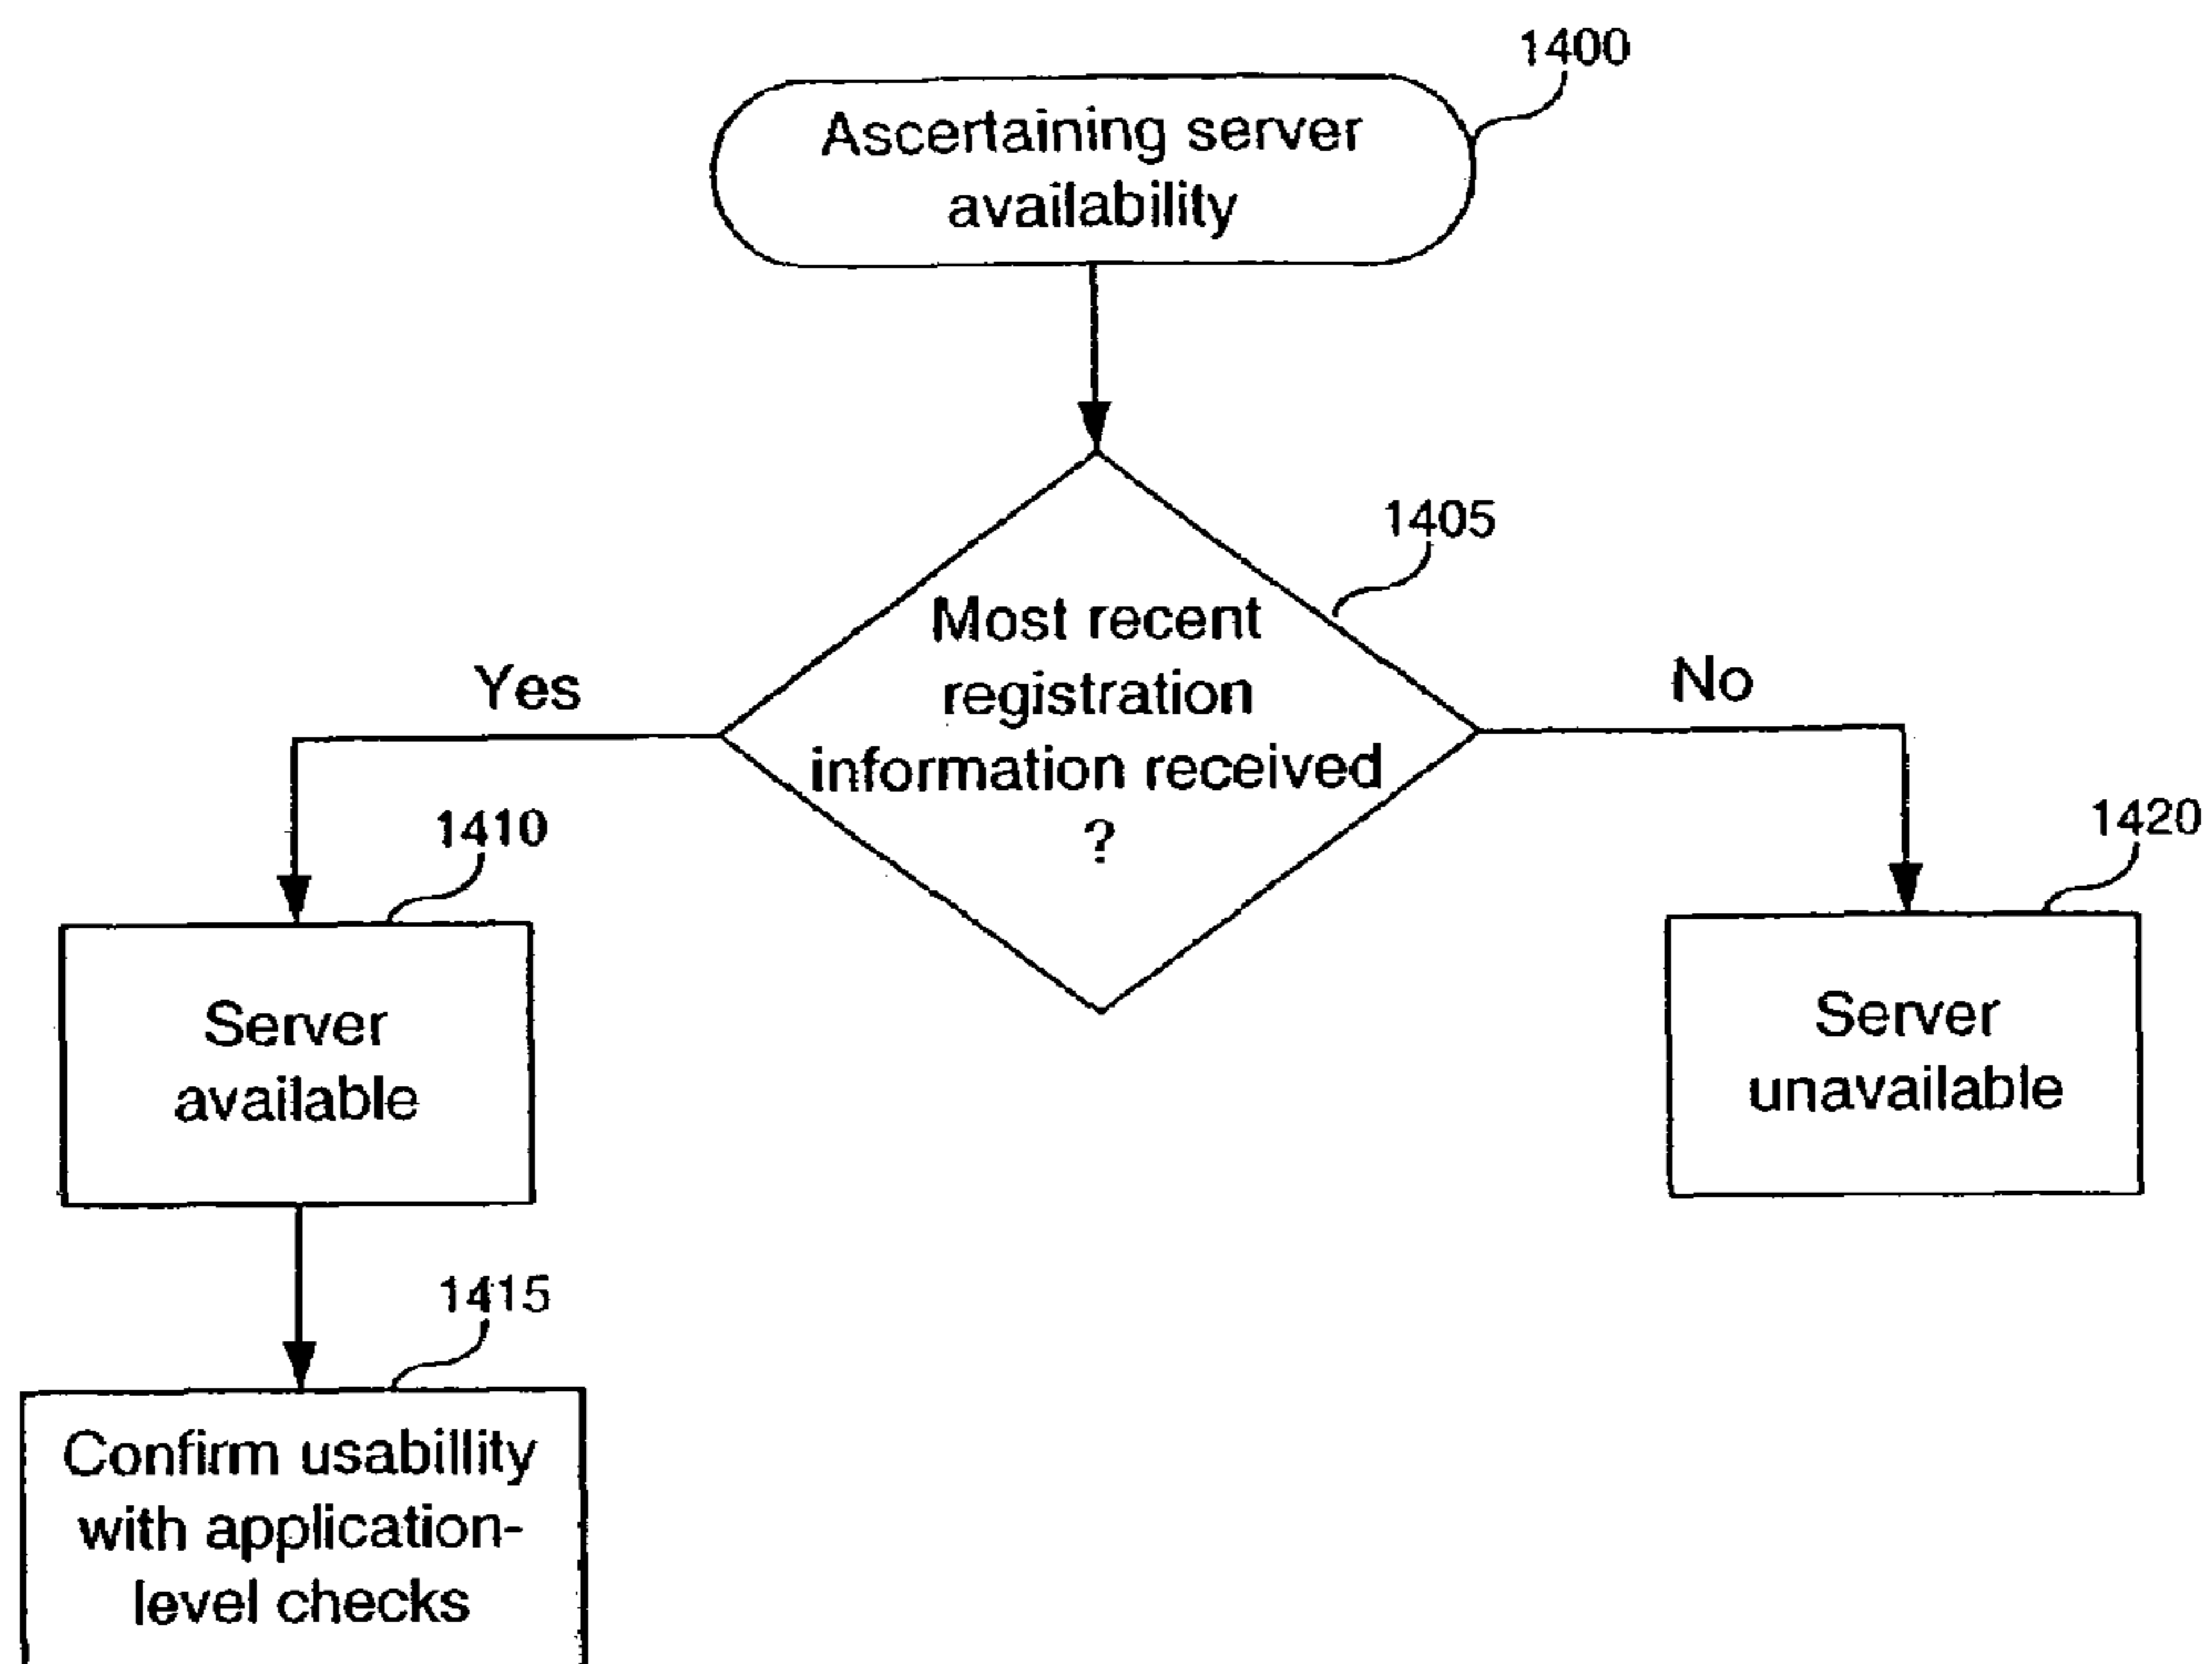 1400
Ascertaining server
availability
1405
Most recent
registration
information received
?
Yes
No
1410
Server
available
1420
Server
unavailable
1415
Confirm usabillity
with application-
level checks